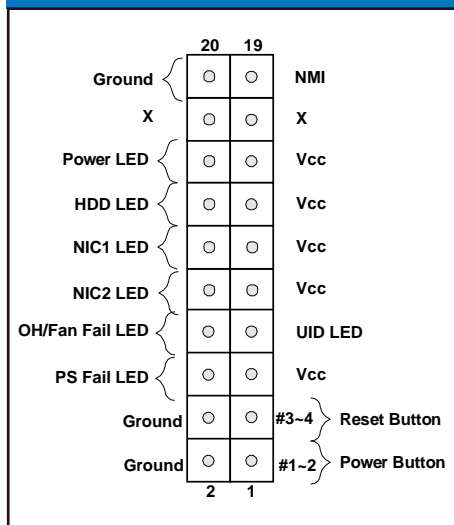 20 19
Ground NMI
X X
Power LED Vcc
HDD LED Vcc
NIC1 LED Vcc
NIC2 LED Vcc
OH/Fan Fail LED UID LED
PS Fail LED Vcc
Ground #3~4 Reset Button
Ground #1~2 Power Button
2 1